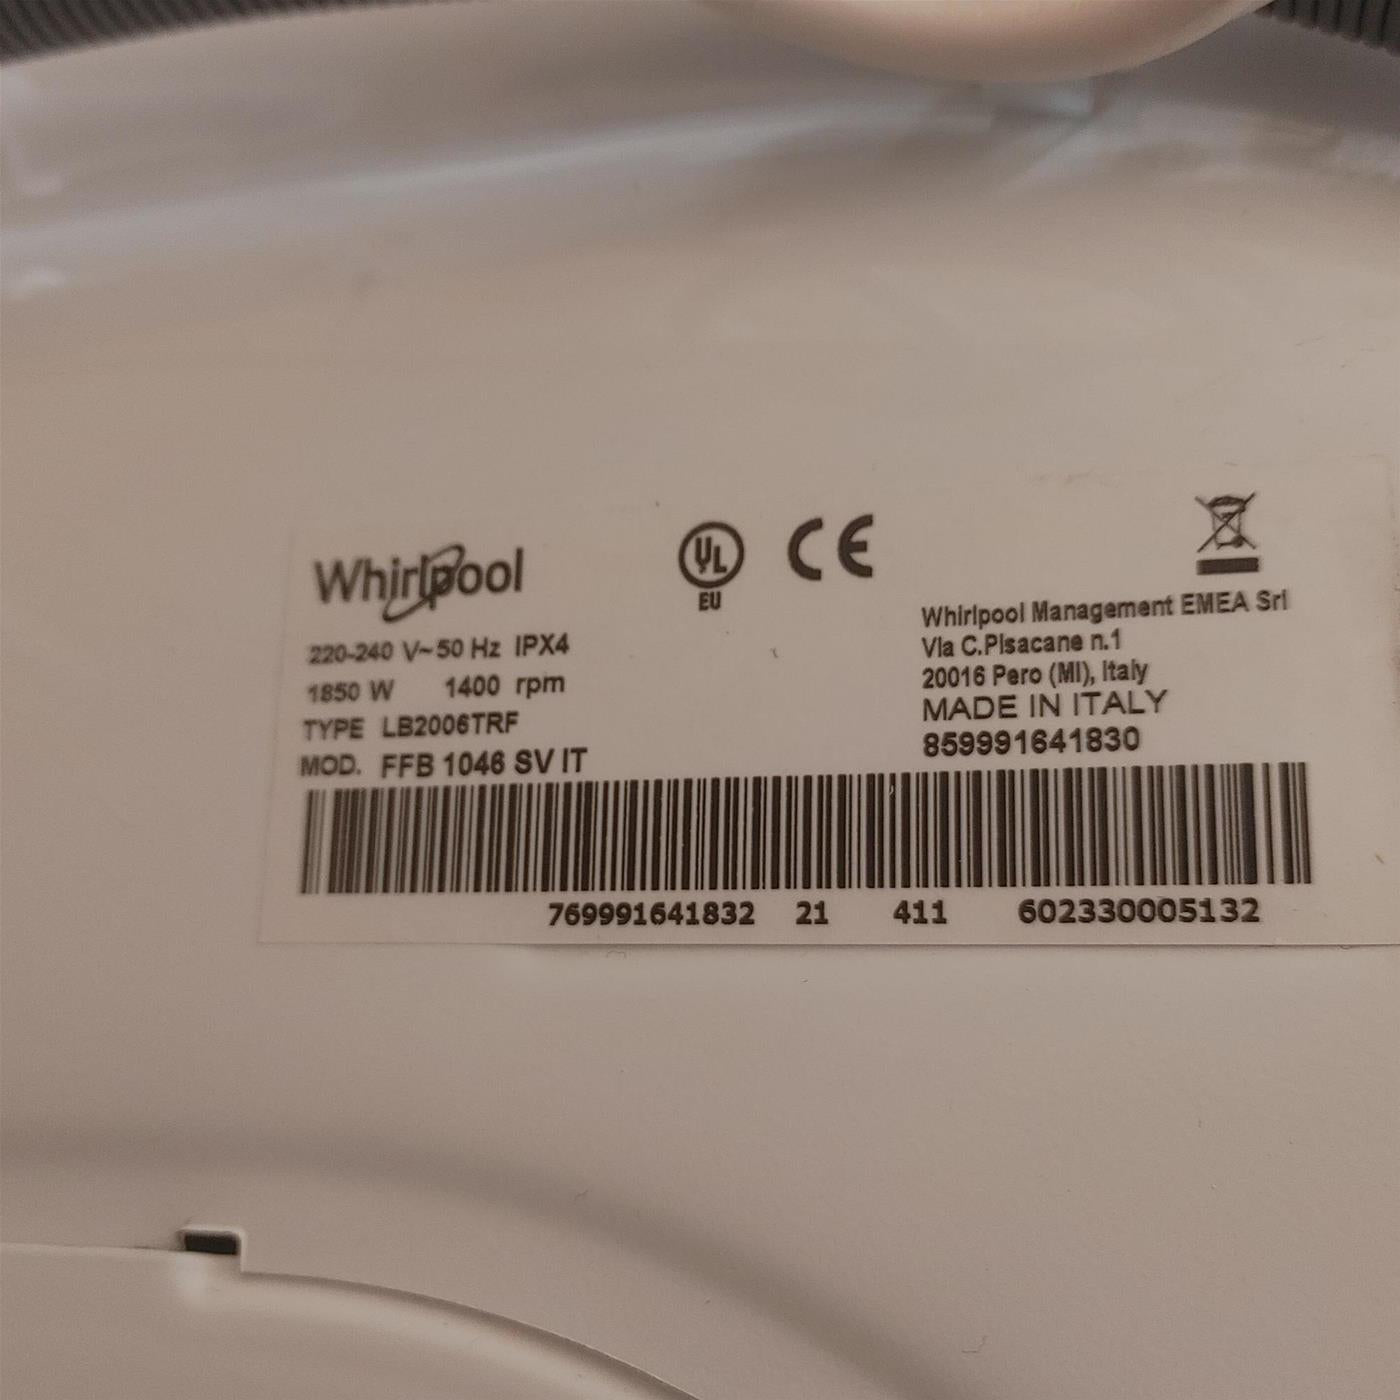 Whirlpool
UL
EU
CE
220-240 V~ 50 Hz IPX4
1850 W 1400 rpm
TYPE LB2006TRF
MOD. FFB 1046 SV IT
Whirlpool Management EMEA Srl
Via C.Pisacane n.1
20016 Pero (MI), Italy
MADE IN ITALY
859991641830
769991641832 21 411 602330005132